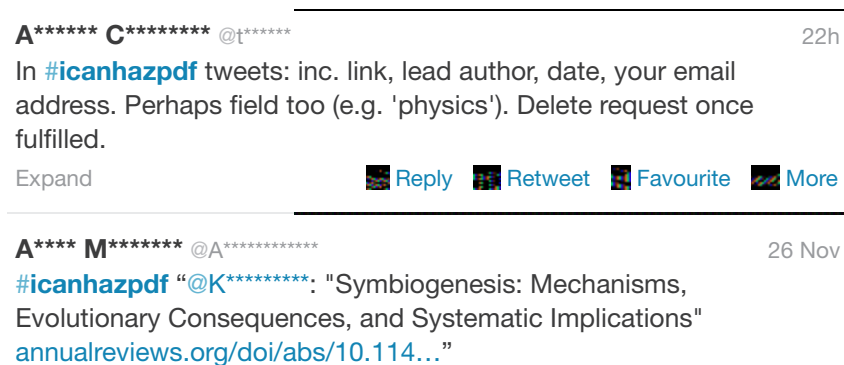 A****** C******** @t****** 22h
In #icanhazpdf tweets: inc. link, lead author, date, your email
address. Perhaps field too (e.g. 'physics'). Delete request once
fulfilled.
Expand Reply Retweet Favourite More
A**** M******* @A************ 26 Nov
#icanhazpdf “@K*********: "Symbiogenesis: Mechanisms,
Evolutionary Consequences, and Systematic Implications"
annualreviews.org/doi/abs/10.114…”